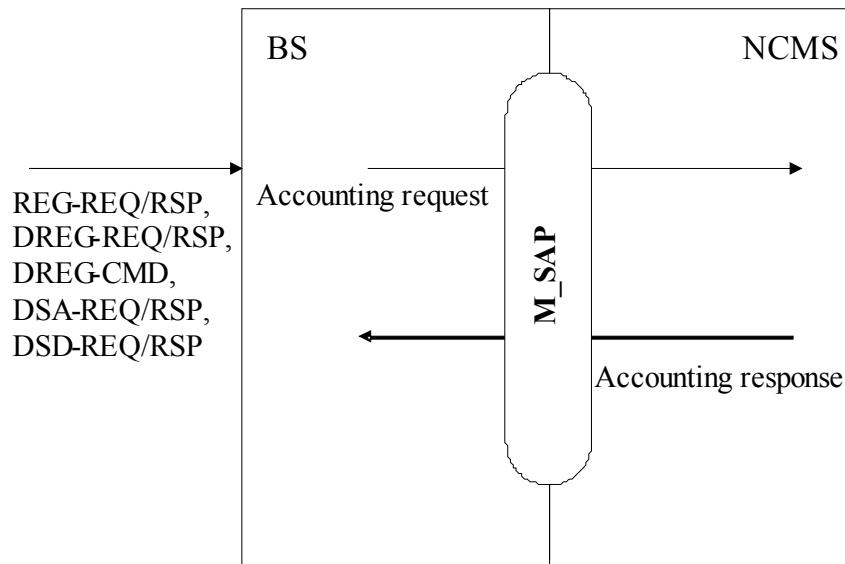 BS
NCMS
REG-REQ/RSP,
DREG-REQ/RSP,
DREG-CMD,
DSA-REQ/RSP,
DSD-REQ/RSP
Accounting request
M_SAP
Accounting response